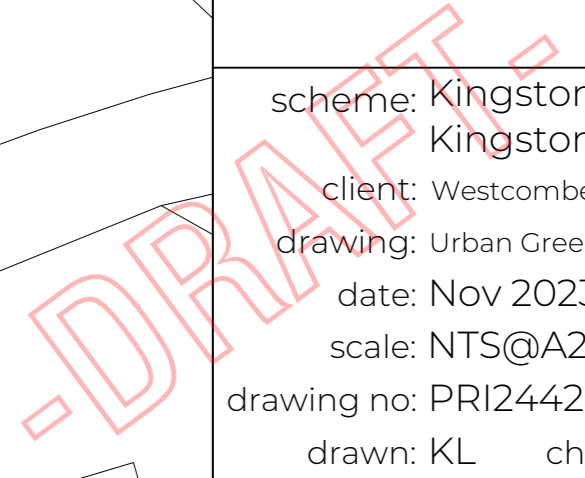 -DRAFT-
scheme: Kingston
Kingston
client: Westcombe
drawing: Urban Gree
date: Nov 2023
scale: NTS@A2
drawing no: PRI2442
drawn: KL ch